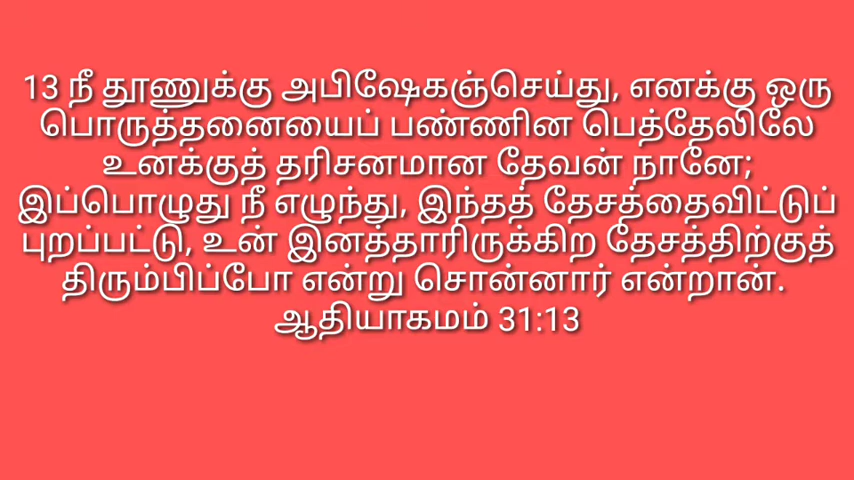 13 நீ தூணுக்கு அபிஷேகஞ்செய்து, எனக்கு ஒரு
பொருத்தனையைப் பண்ணின பெத்தேலிலே
உனக்குத் தரிசனமான தேவன் நானே;
இப்பொழுது நீ எழுந்து, இந்தத் தேசத்தைவிட்டுப்
புறப்பட்டு, உன் இனத்தாரிருக்கிற தேசத்திற்குத்
திரும்பிப்போ என்று சொன்னார் என்றான்.
ஆதியாகமம் 31:13